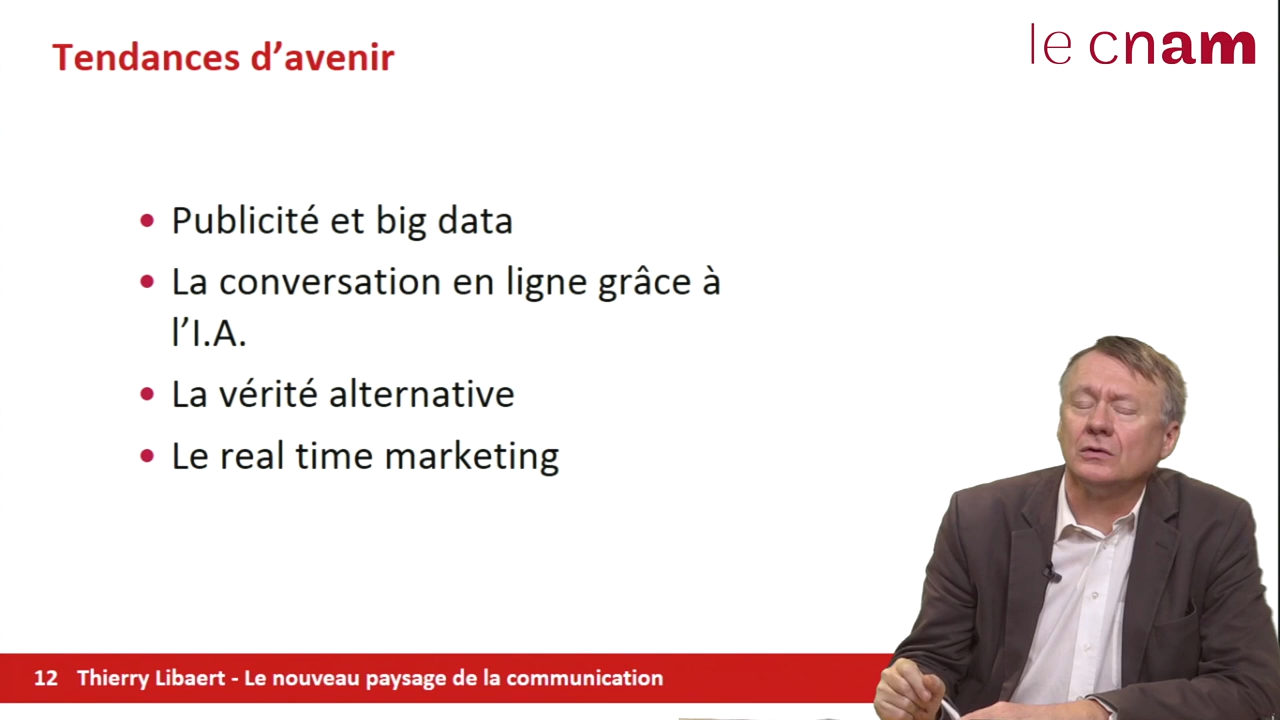 Tendances d’avenir
le cnam
• Publicité et big data
• La conversation en ligne grâce à
l’I.A.
• La vérité alternative
• Le real time marketing
12 Thierry Libaert - Le nouveau paysage de la communication